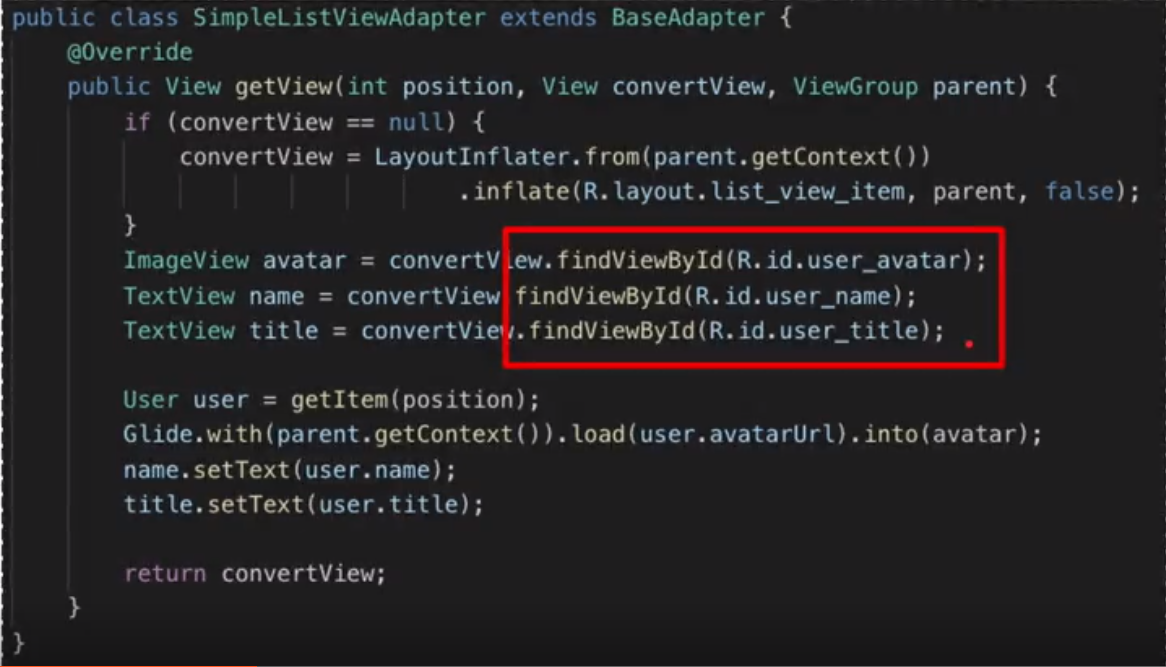 public class SimpleListViewAdapter extends BaseAdapter {
@Override
public View getView(int position, View convertView, ViewGroup parent) {
if (convertView == null) {
convertView = LayoutInflater.from(parent.getContext())
.inflate(R.layout.list_view_item, parent, false);
}
ImageView avatar = convertView.findViewById(R.id.user_avatar);
TextView name = convertView.findViewById(R.id.user_name);
TextView title = convertView.findViewById(R.id.user_title);
User user = getItem(position);
Glide.with(parent.getContext()).load(user.avatarUrl).into(avatar);
name.setText(user.name);
title.setText(user.title);
return convertView;
}
}